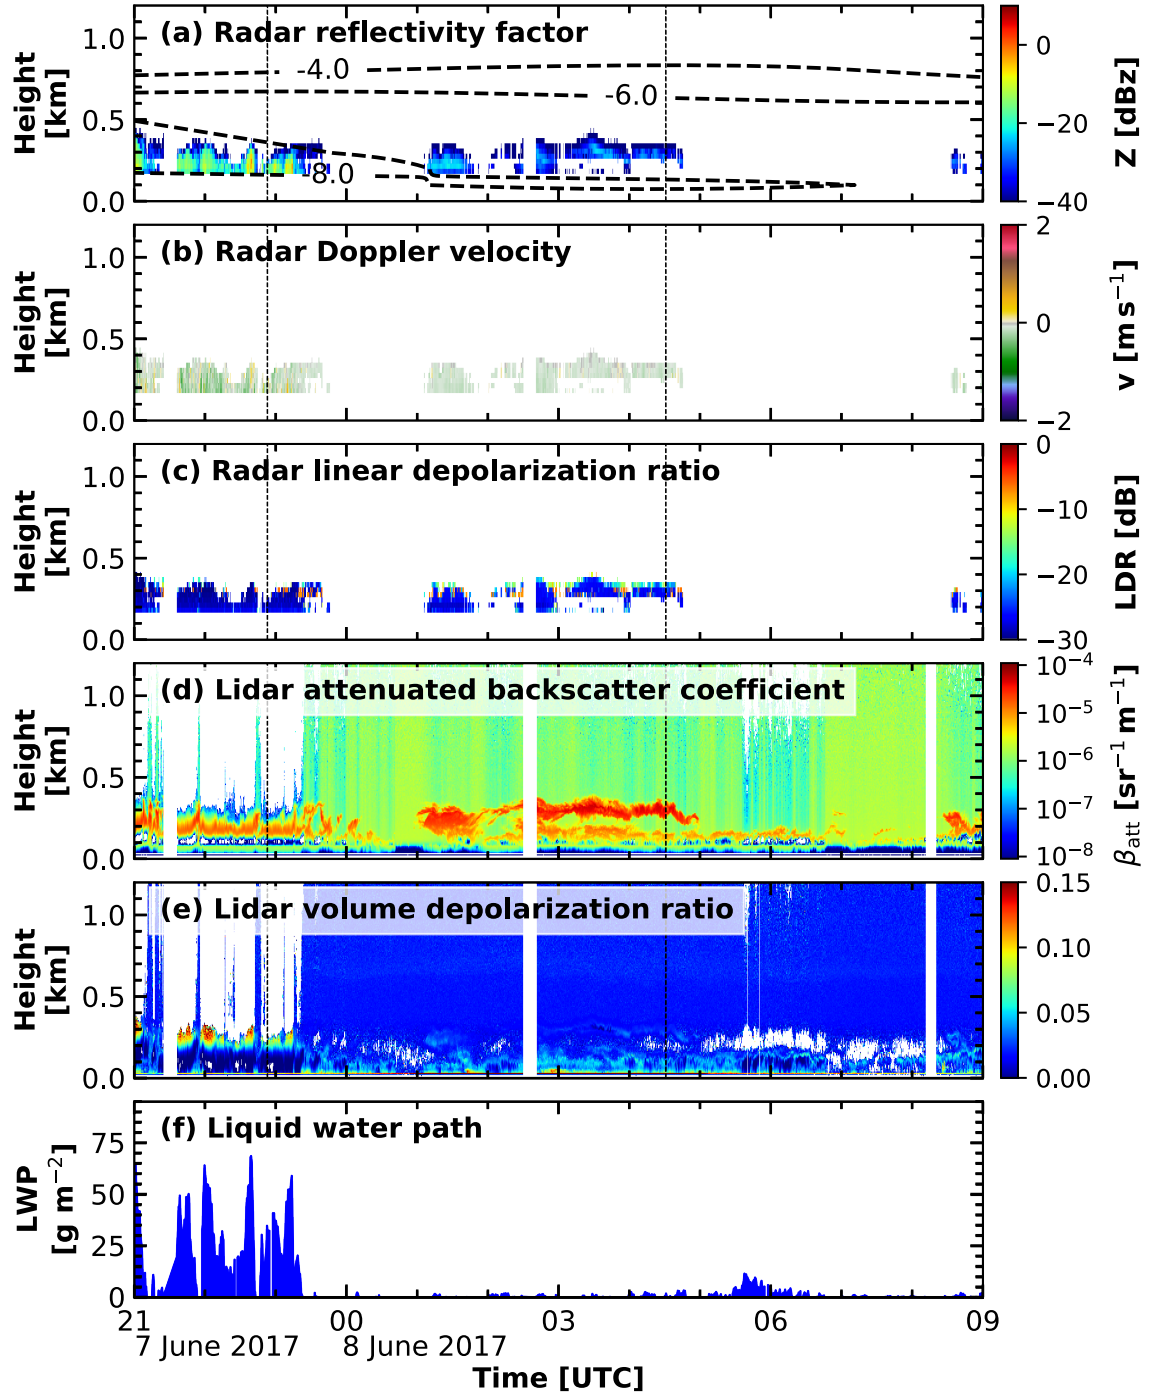 (a) Radar reflectivity factor
1.0
0.5
0.0
Height
[km]
-4.0
-6.0
-8.0
0
−20
−40
Z [dBz]
(b) Radar Doppler velocity
1.0
0.5
0.0
Height
[km]
2
0
−2
v [m s⁻¹]
(c) Radar linear depolarization ratio
1.0
0.5
0.0
Height
[km]
0
−10
−20
−30
LDR [dB]
(d) Lidar attenuated backscatter coefficient
1.0
0.5
0.0
Height
[km]
10⁻⁴
10⁻⁵
10⁻⁶
10⁻⁷
10⁻⁸
βatt [sr⁻¹ m⁻¹]
(e) Lidar volume depolarization ratio
1.0
0.5
0.0
Height
[km]
0.15
0.10
0.05
0.00
(f) Liquid water path
75
50
25
0
LWP
[g m⁻²]
21 00 03 06 09
7 June 2017 8 June 2017
Time [UTC]